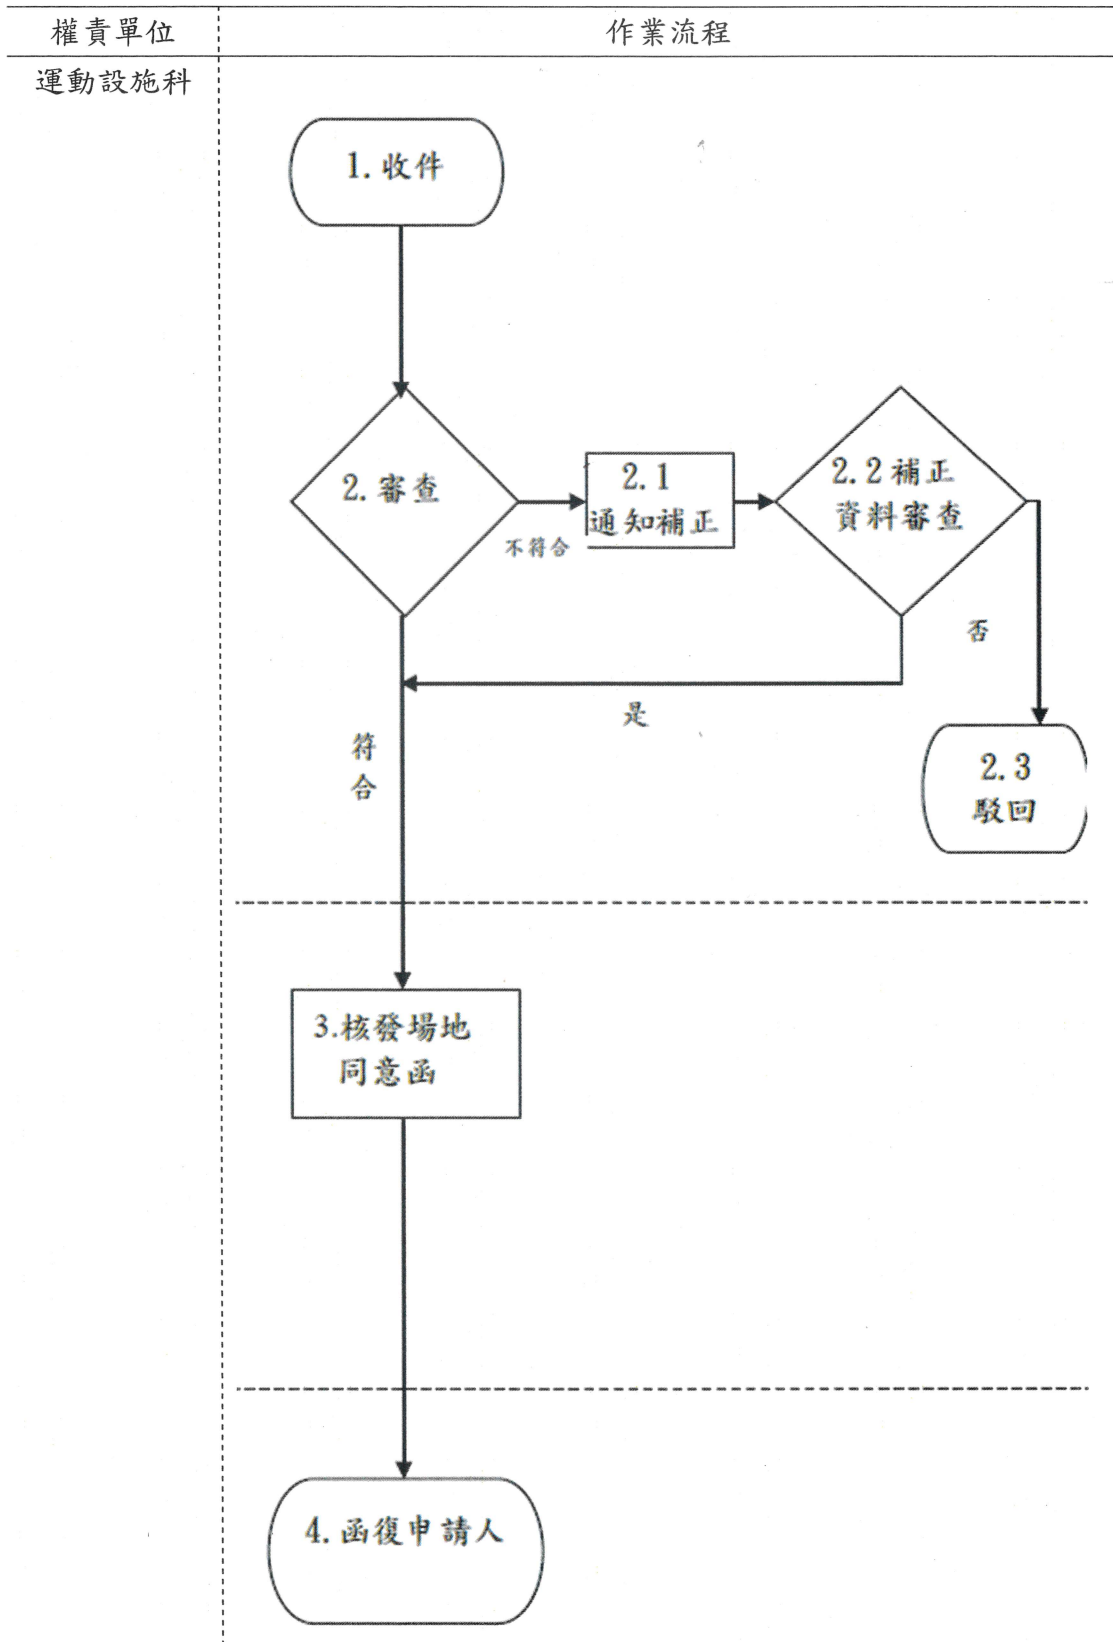 權責單位
作業流程
運動設施科
1.收件
2.審查
不符合
2.1
通知補正
2.2補正
資料審查
否
是
符
合
2.3
駁回
3.核發場地
同意函
4.函復申請人